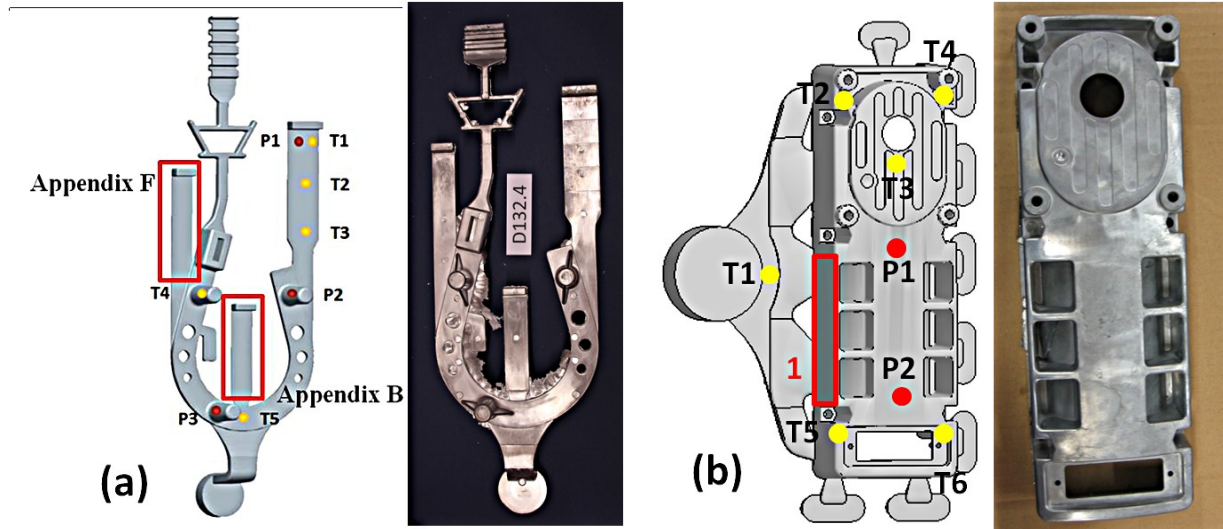 P1
T1
Appendix F
T2
T3
T4
P2
Appendix B
P3
T5
(a)
D132.4
(b)
T4
T2
T3
T1
P1
1
P2
T5
T6